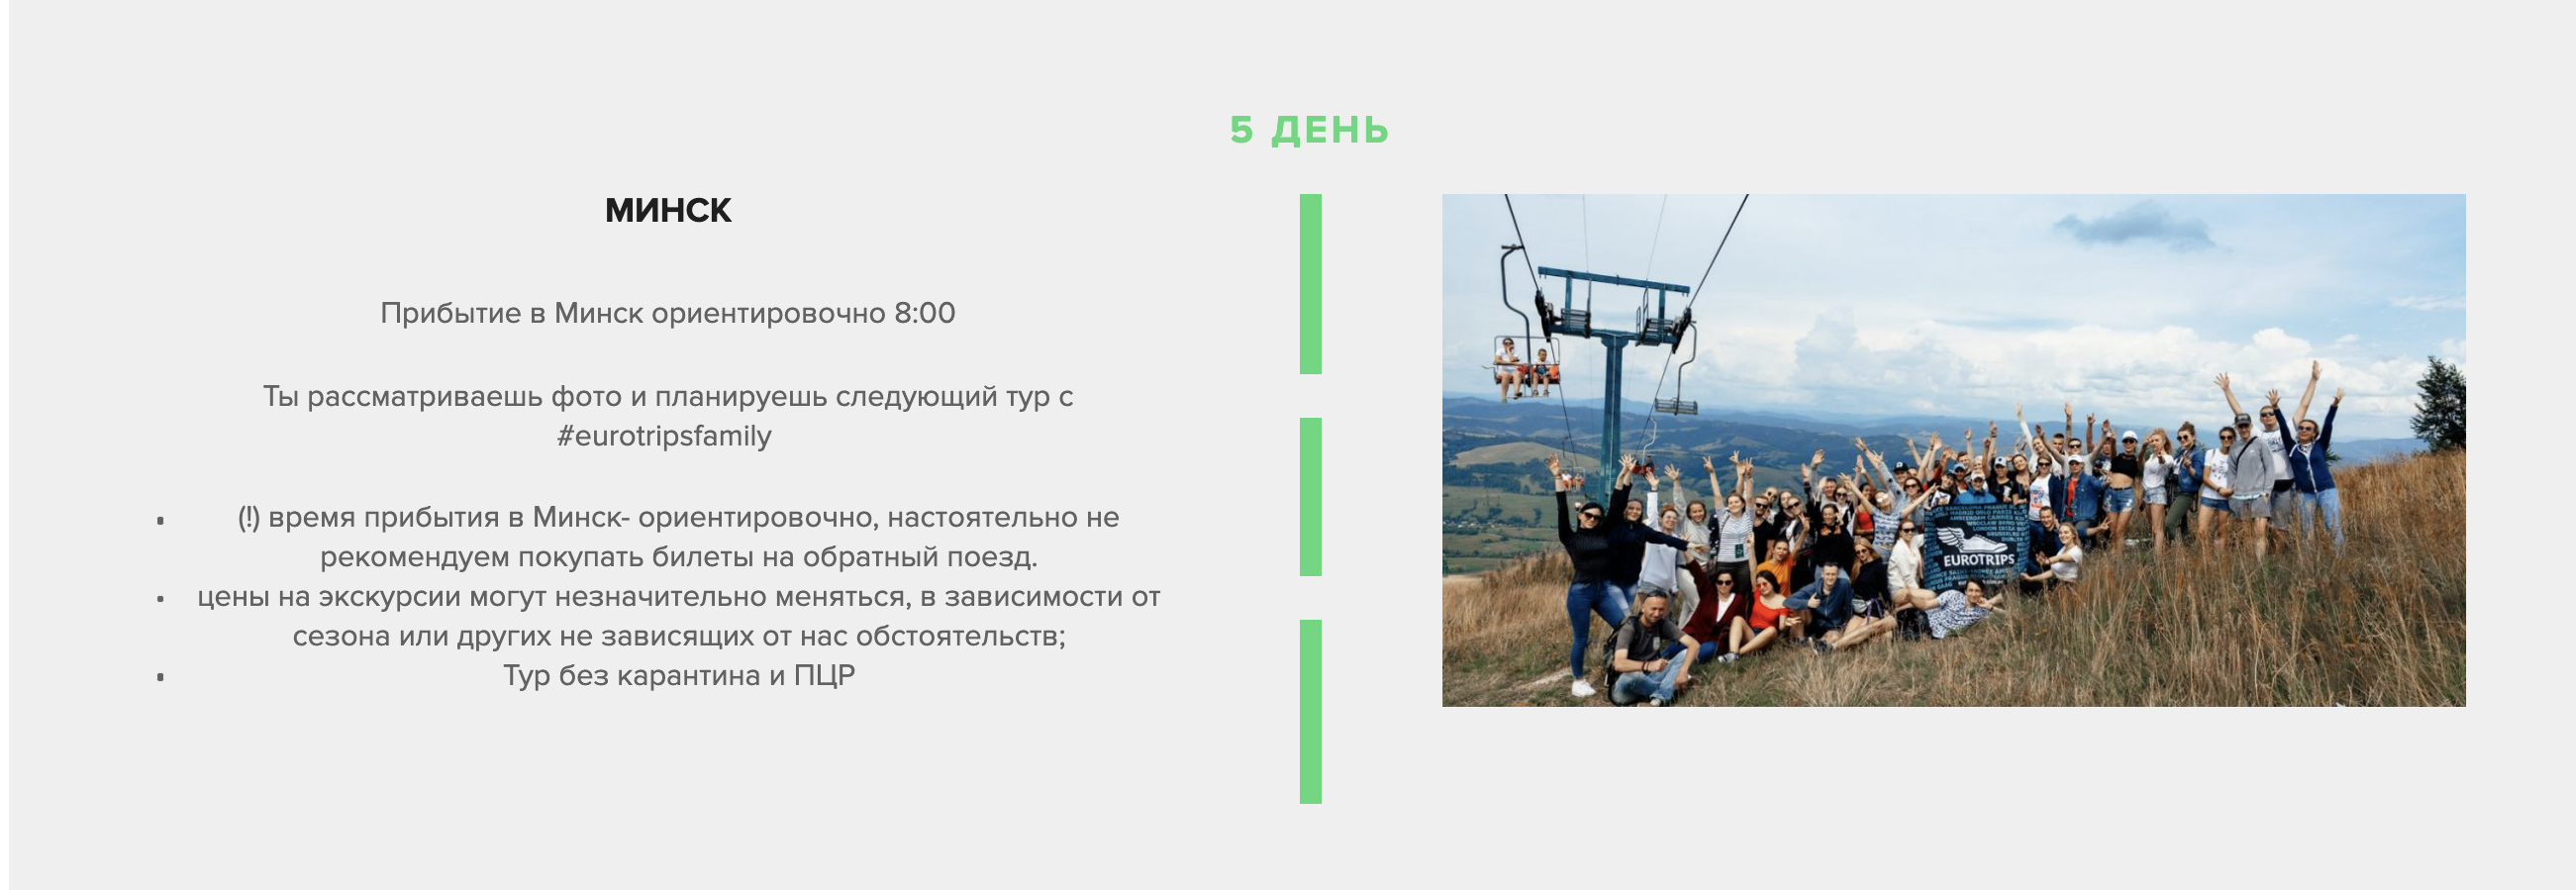 5 ДЕНЬ
МИНСК
Прибытие в Минск ориентировочно 8:00
Ты рассматриваешь фото и планируешь следующий тур с
#eurotripsfamily
(!) время прибытия в Минск- ориентировочно, настоятельно не
рекомендуем покупать билеты на обратный поезд.
цены на экскурсии могут незначительно меняться, в зависимости от
сезона или других не зависящих от нас обстоятельств;
Тур без карантина и ПЦР
EUROTRIPS